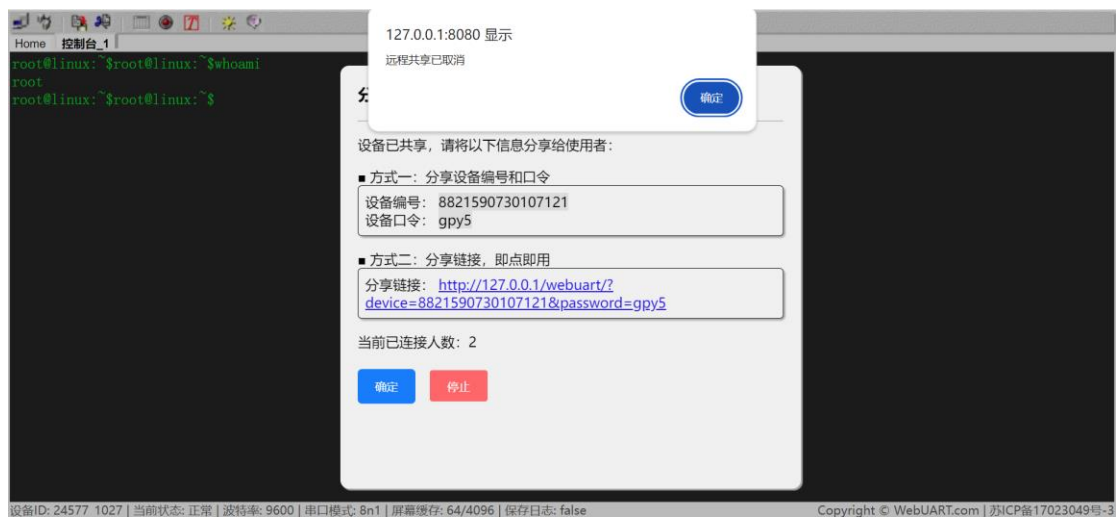 Home 控制台_1
root@linux:~$root@linux:~$whoami
root
root@linux:~$root@linux:~$
127.0.0.1:8080 显示
远程共享已取消
确定
设备已共享，请将以下信息分享给使用者：
■ 方式一：分享设备编号和口令
设备编号： 8821590730107121
设备口令： gpy5
■ 方式二：分享链接，即点即用
分享链接： http://127.0.0.1/webuart/?
device=8821590730107121&password=gpy5
当前已连接人数：2
确定 停止
设备ID: 24577_1027 | 当前状态: 正常 | 波特率: 9600 | 串口模式: 8n1 | 屏幕缓存: 64/4096 | 保存日志: false Copyright © WebUART.com | 苏ICP备17023049号-3